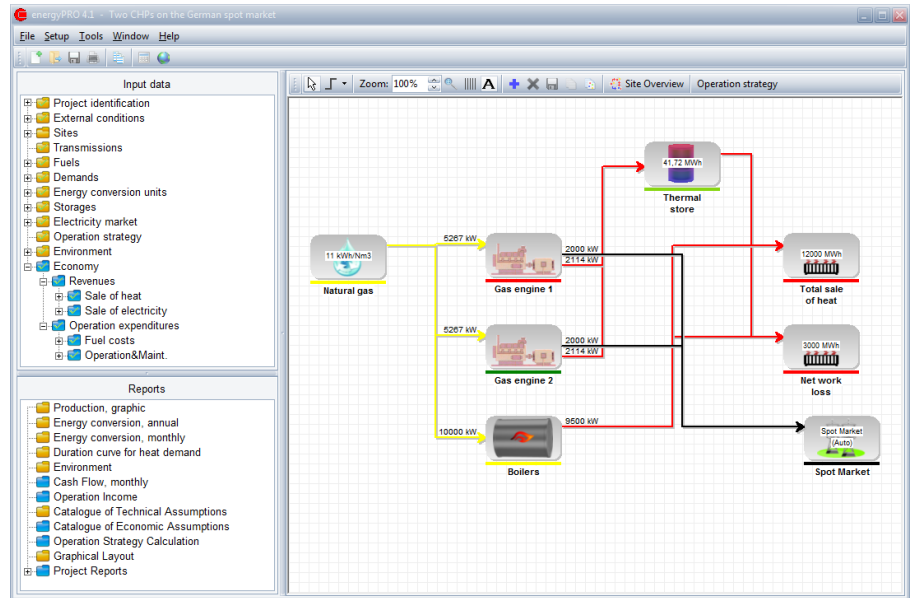 energyPRO 4.1 - Two CHPs on the German spot market
File Setup Tools Window Help
Input data
Project identification
External conditions
Sites
Transmissions
Fuels
Demands
Energy conversion units
Storages
Electricity market
Operation strategy
Environment
Economy
Revenues
Sale of heat
Sale of electricity
Operation expenditures
Fuel costs
Operation&Maint.
Reports
Production, graphic
Energy conversion, annual
Energy conversion, monthly
Duration curve for heat demand
Environment
Cash Flow, monthly
Operation Income
Catalogue of Technical Assumptions
Catalogue of Economic Assumptions
Operation Strategy Calculation
Graphical Layout
Project Reports
Zoom: 100% A Site Overview Operation strategy
41,72 MWh
Thermal
store
11 kWh/Nm3
Natural gas
5267 kW
2000 kW
2114 kW
Gas engine 1
12000 MWh
Total sale
of heat
5267 kW
2000 kW
2114 kW
Gas engine 2
3000 MWh
Net work
loss
10000 kW
9500 kW
Boilers
Spot Market
(Auto)
Spot Market